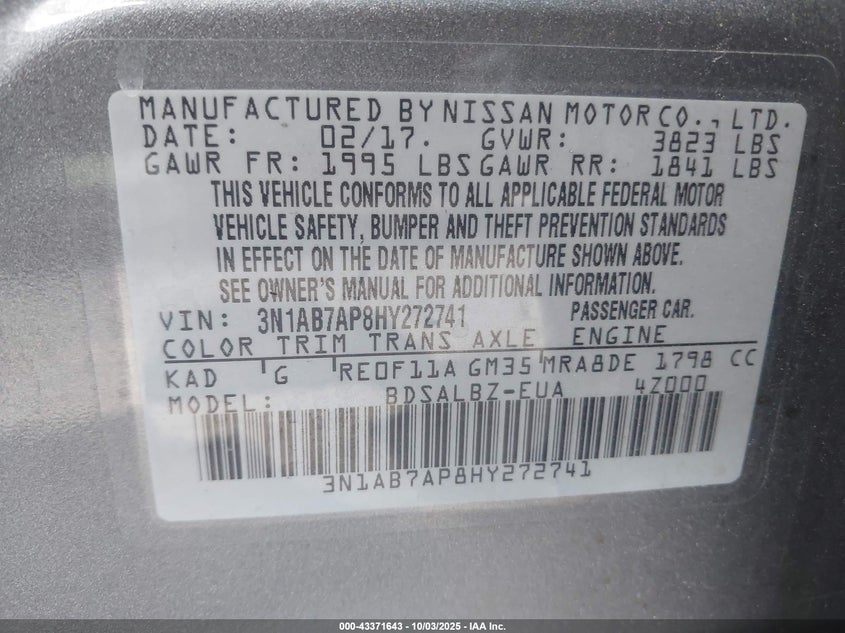 MANUFACTURED BY NISSAN MOTOR CO., LTD.
DATE: 02/17. GVWR: 3823 LBS
GAWR FR: 1995 LBS GAWR RR: 1841 LBS
THIS VEHICLE CONFORMS TO ALL APPLICABLE FEDERAL MOTOR
VEHICLE SAFETY, BUMPER AND THEFT PREVENTION STANDARDS
IN EFFECT ON THE DATE OF MANUFACTURE SHOWN ABOVE.
SEE OWNER'S MANUAL FOR ADDITIONAL INFORMATION.
VIN: 3N1AB7AP8HY272741 PASSENGER CAR.
COLOR TRIM TRANS AXLE ENGINE
KAD G RE0F11A GM35 MRA8DE 1798 CC
MODEL: BDSALBZ-EUA 4Z000
3N1AB7AP8HY272741
000-43371643 | 10/03/2025 - IAA Inc.